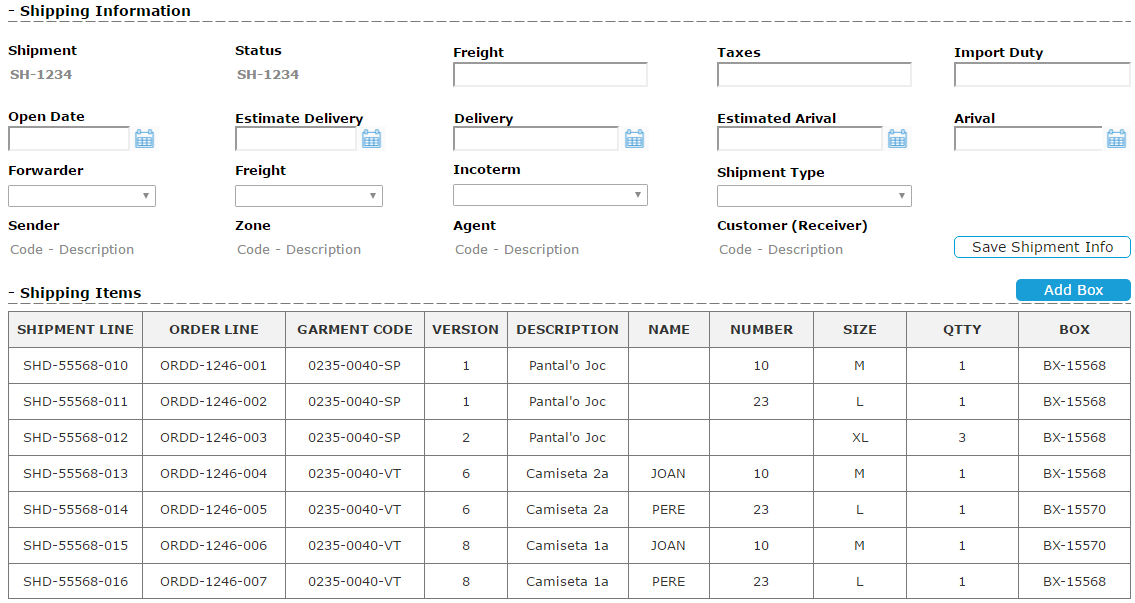 - Shipping Information
Shipment Status Freight Taxes Import Duty
SH-1234 SH-1234
Open Date Estimate Delivery Delivery Estimated Arival Arival
Forwarder Freight Incoterm Shipment Type
Sender Zone Agent Customer (Receiver)
Code - Description Code - Description Code - Description Code - Description Save Shipment Info
- Shipping Items Add Box
SHIPMENT LINE ORDER LINE GARMENT CODE VERSION DESCRIPTION NAME NUMBER SIZE QTTY BOX
SHD-55568-010 ORDD-1246-001 0235-0040-SP 1 Pantal'o Joc 10 M 1 BX-15568
SHD-55568-011 ORDD-1246-002 0235-0040-SP 1 Pantal'o Joc 23 L 1 BX-15568
SHD-55568-012 ORDD-1246-003 0235-0040-SP 2 Pantal'o Joc XL 3 BX-15568
SHD-55568-013 ORDD-1246-004 0235-0040-VT 6 Camiseta 2a JOAN 10 M 1 BX-15568
SHD-55568-014 ORDD-1246-005 0235-0040-VT 6 Camiseta 2a PERE 23 L 1 BX-15570
SHD-55568-015 ORDD-1246-006 0235-0040-VT 8 Camiseta 1a JOAN 10 M 1 BX-15570
SHD-55568-016 ORDD-1246-007 0235-0040-VT 8 Camiseta 1a PERE 23 L 1 BX-15568